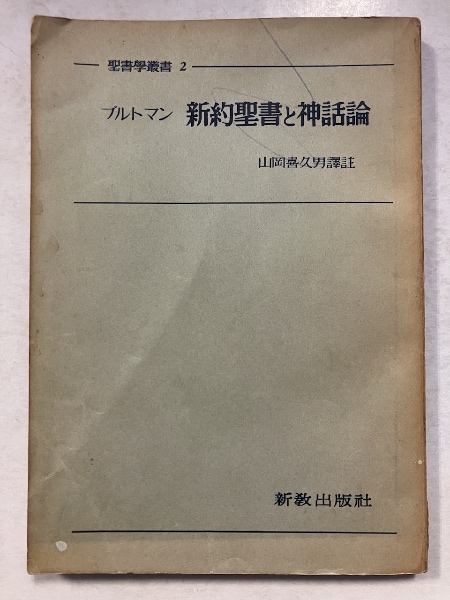 聖書學叢書 2
ブルトマン 新約聖書と神話論
山岡喜久男譯註
新教出版社